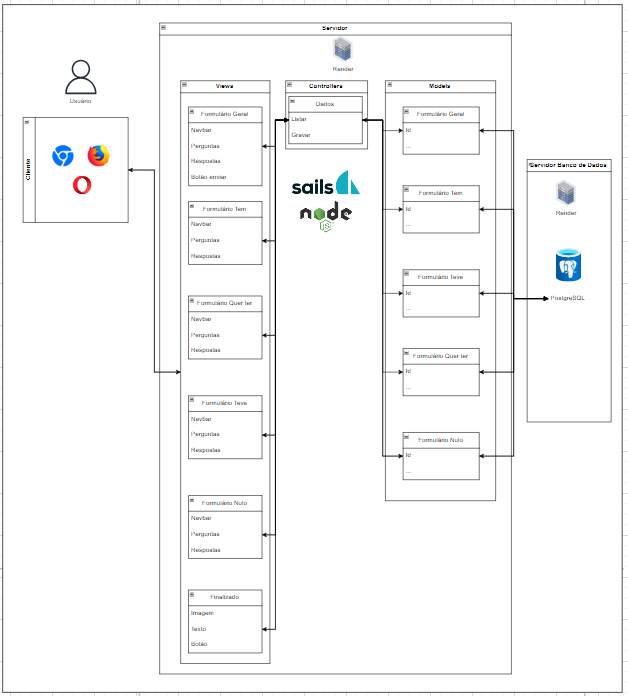 Servidor
Render
Usuário
Cliente
Views
Formulário Geral
Navbar
Perguntas
Respostas
Botão enviar
Formulário Tem
Navbar
Perguntas
Respostas
Formulário Quer ler
Navbar
Perguntas
Respostas
Formulário Teve
Navbar
Perguntas
Respostas
Formulário Nulo
Navbar
Perguntas
Respostas
Finalizado
Imagem
Texto
Botão
Controllers
Dados
Listar
Gravar
sails
node
JS
Models
Formulário Geral
Id
...
Formulário Tem
Id
...
Formulário Teve
Id
...
Formulário Quer ler
Id
...
Formulário Nulo
Id
...
Servidor Banco de Dados
Render
PostgreSQL